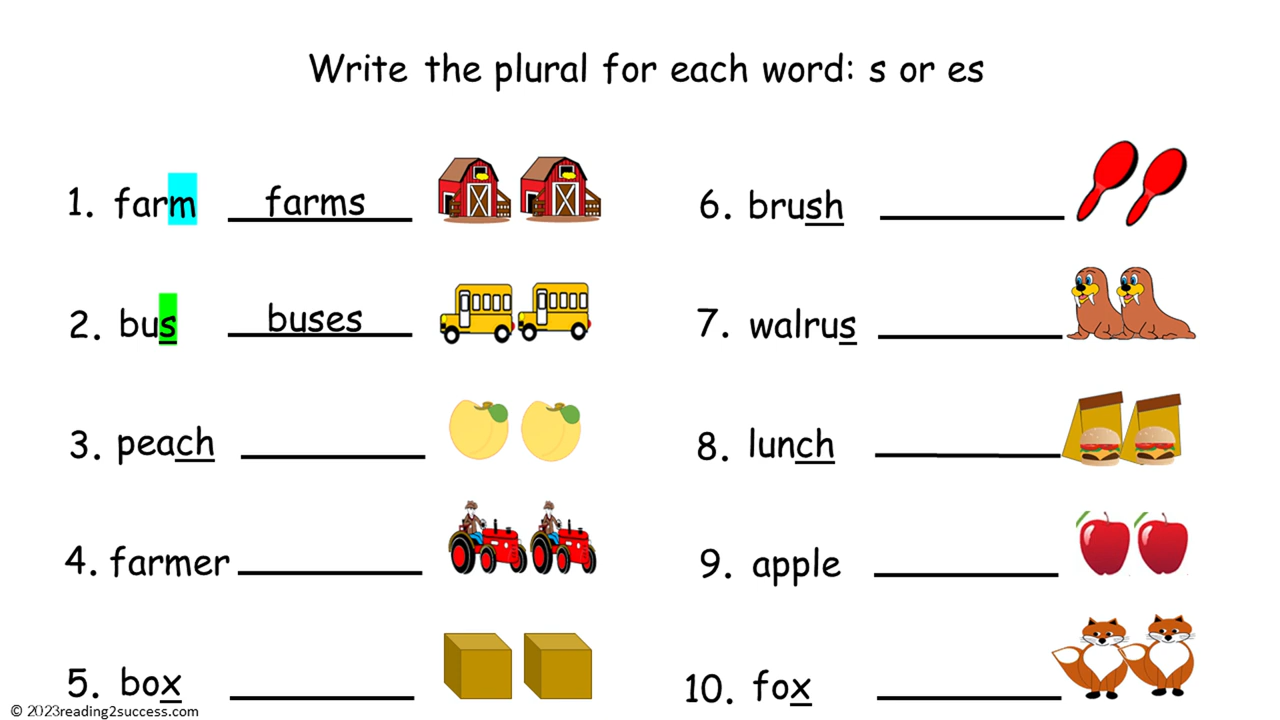 Write the plural for each word: s or es
1. farm farms
2. bus buses
3. peach
4. farmer
5. box
6. brush
7. walrus
8. lunch
9. apple
10. fox
© 2023reading2success.com